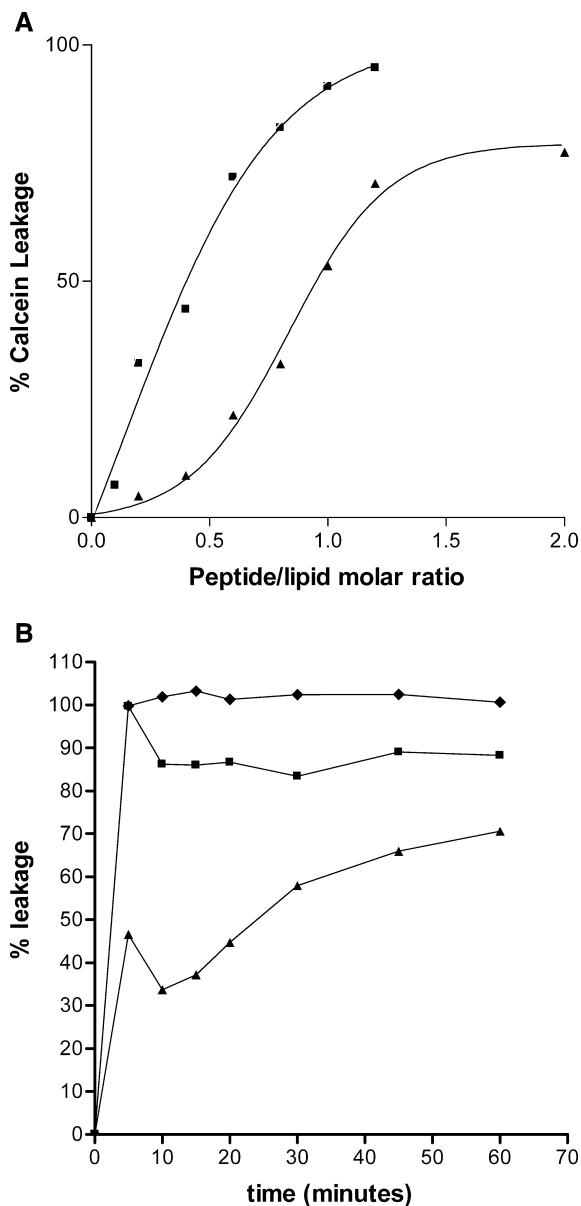 A
100
50
0
% Calcein Leakage
0.0 0.5 1.0 1.5 2.0
Peptide/lipid molar ratio
B
110
100
90
80
70
60
50
40
30
20
10
0
% leakage
0 10 20 30 40 50 60 70
time (minutes)